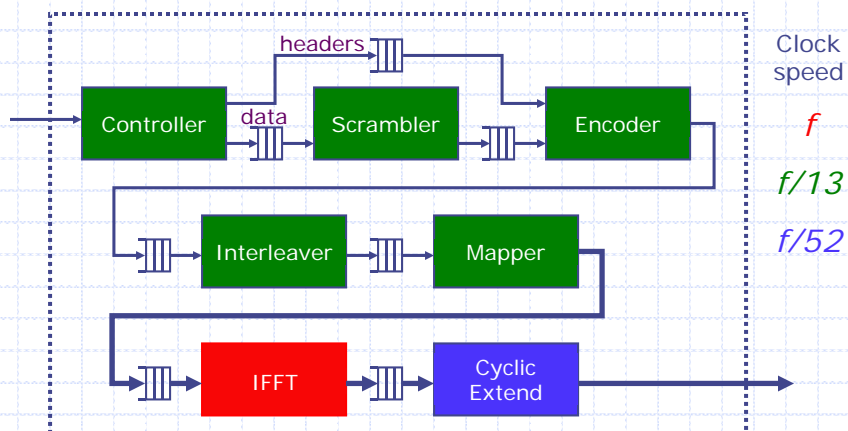 headers
Clock
speed
Controller
data
Scrambler
Encoder
f
f/13
f/52
Interleaver
Mapper
IFFT
Cyclic
Extend